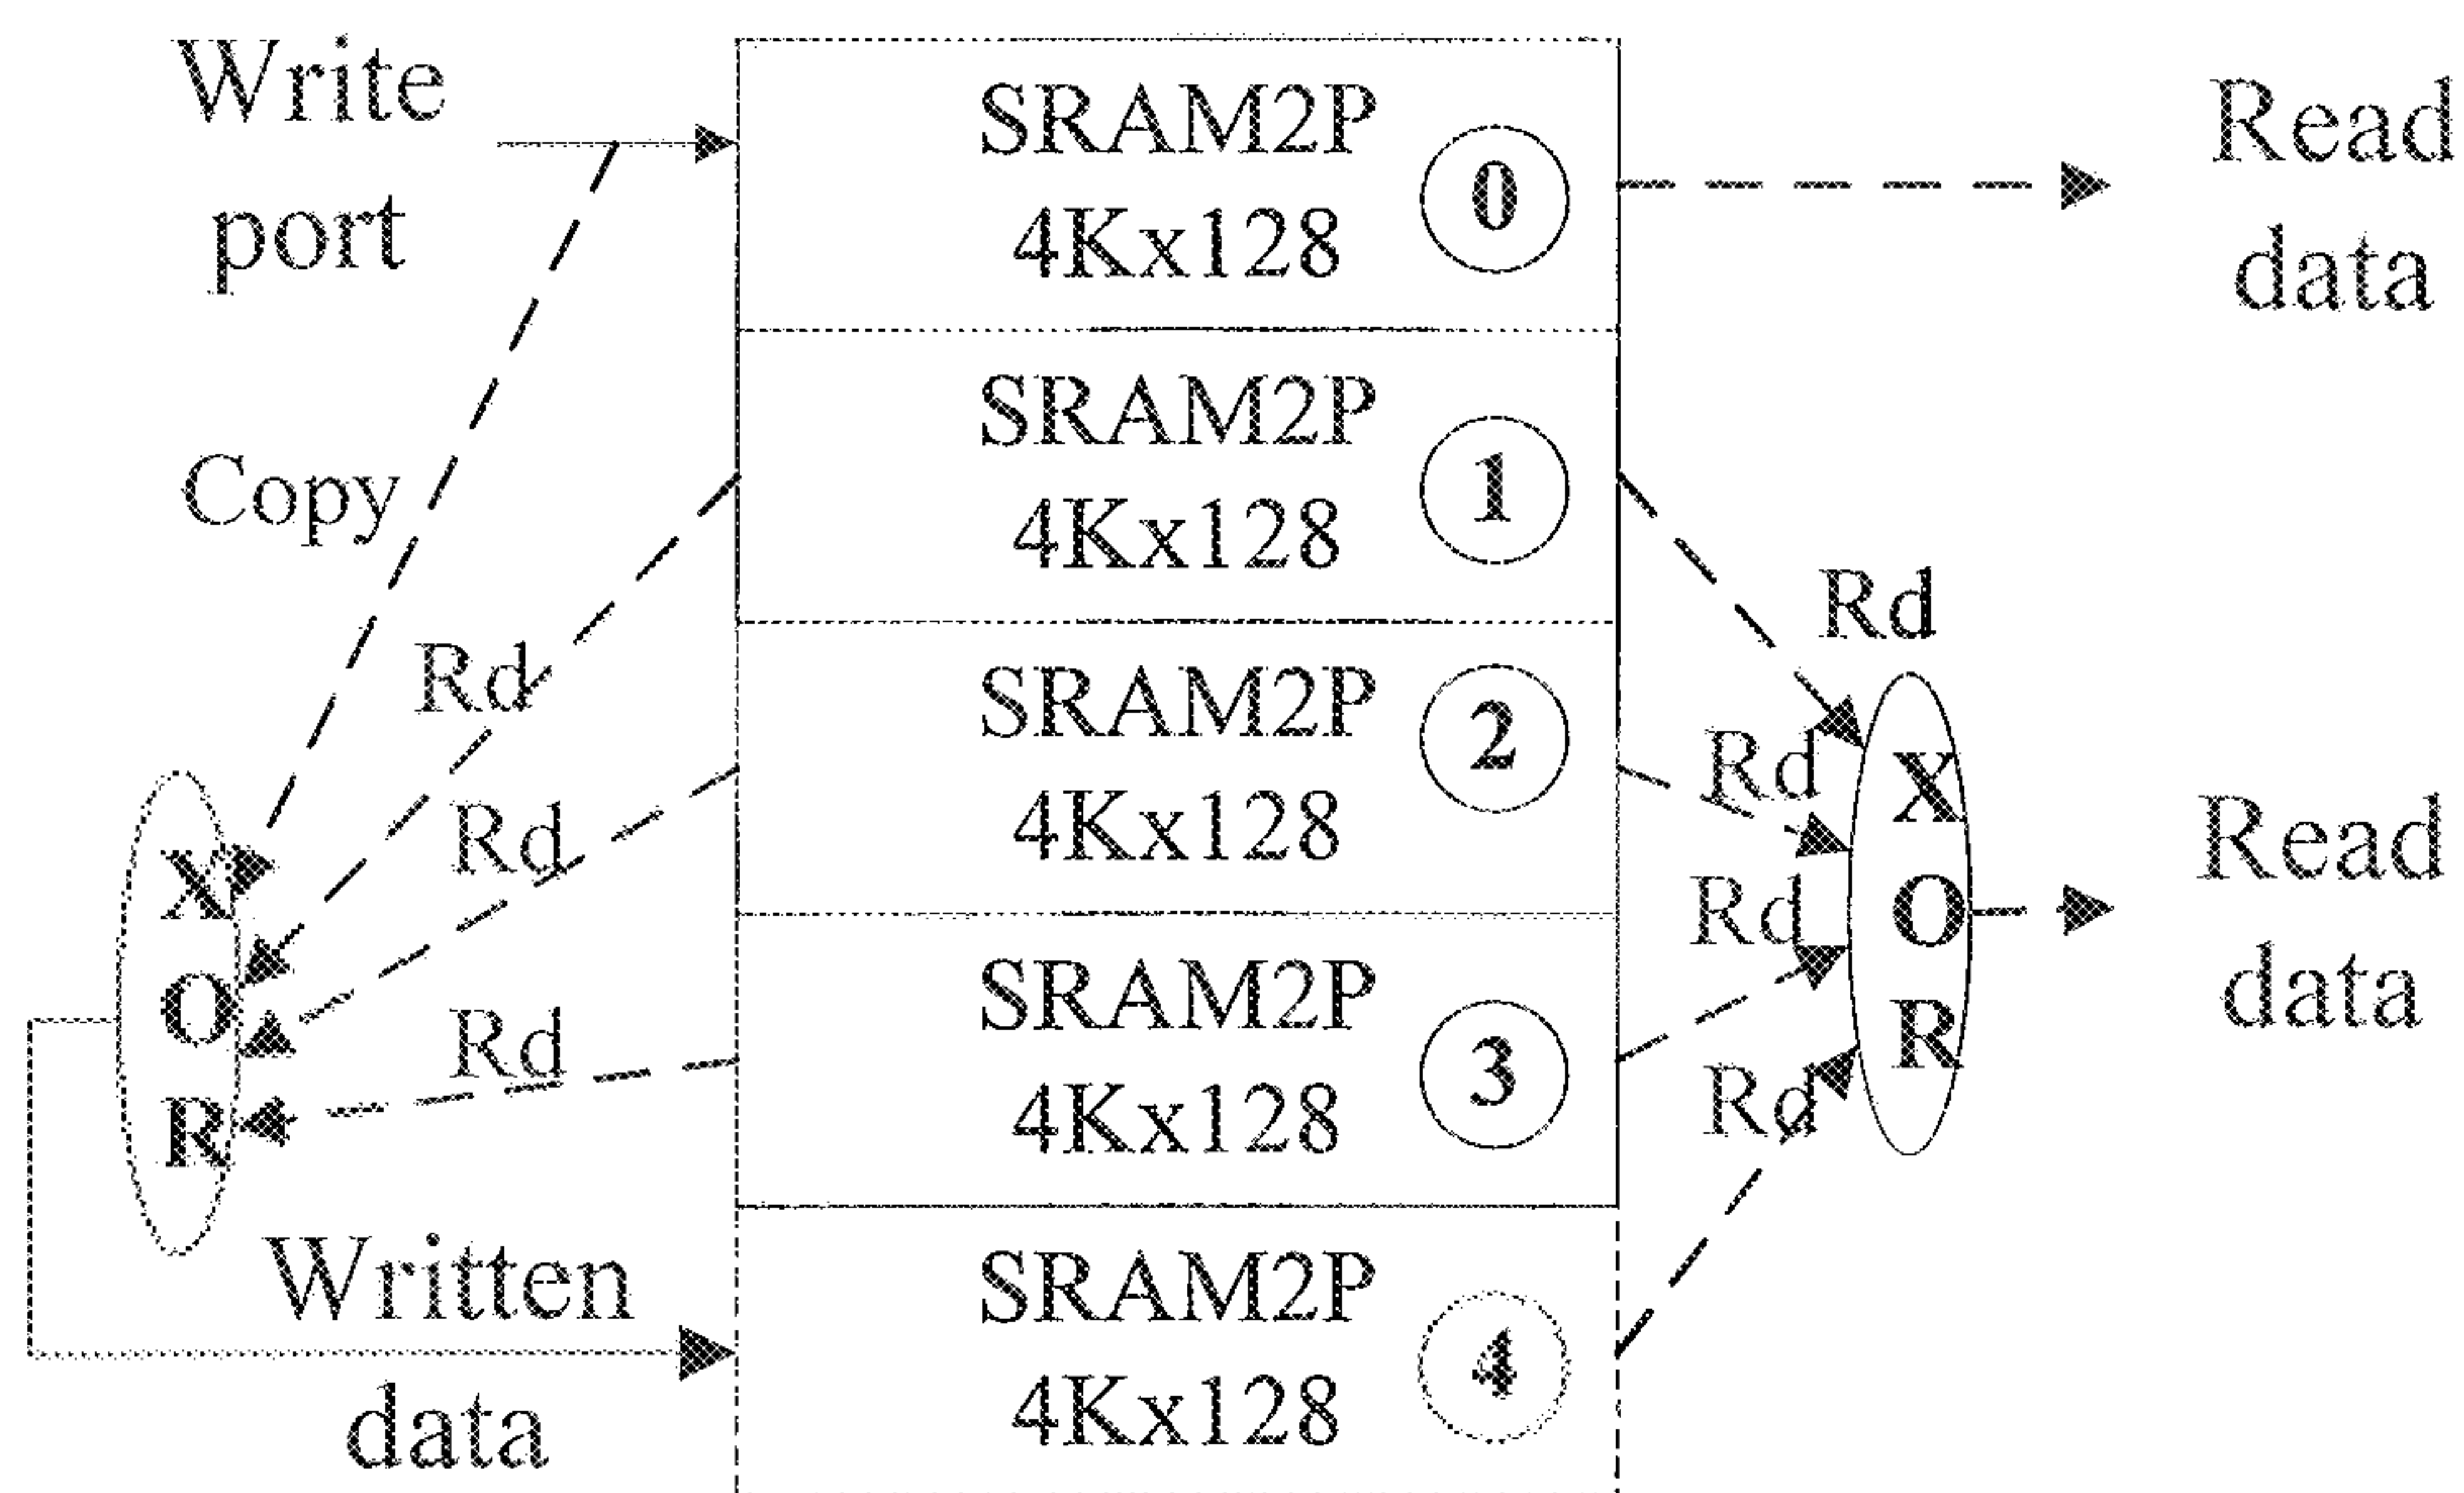 Write
port
SRAM2P
4Kx128
0
Read
data
Copy
SRAM2P
4Kx128
1
Rd
Rd
Rd
Rd
SRAM2P
4Kx128
2
Rd
Rd
Rd
Rd
X
O
R
SRAM2P
4Kx128
3
X
O
R
Read
data
Written
data
SRAM2P
4Kx128
4